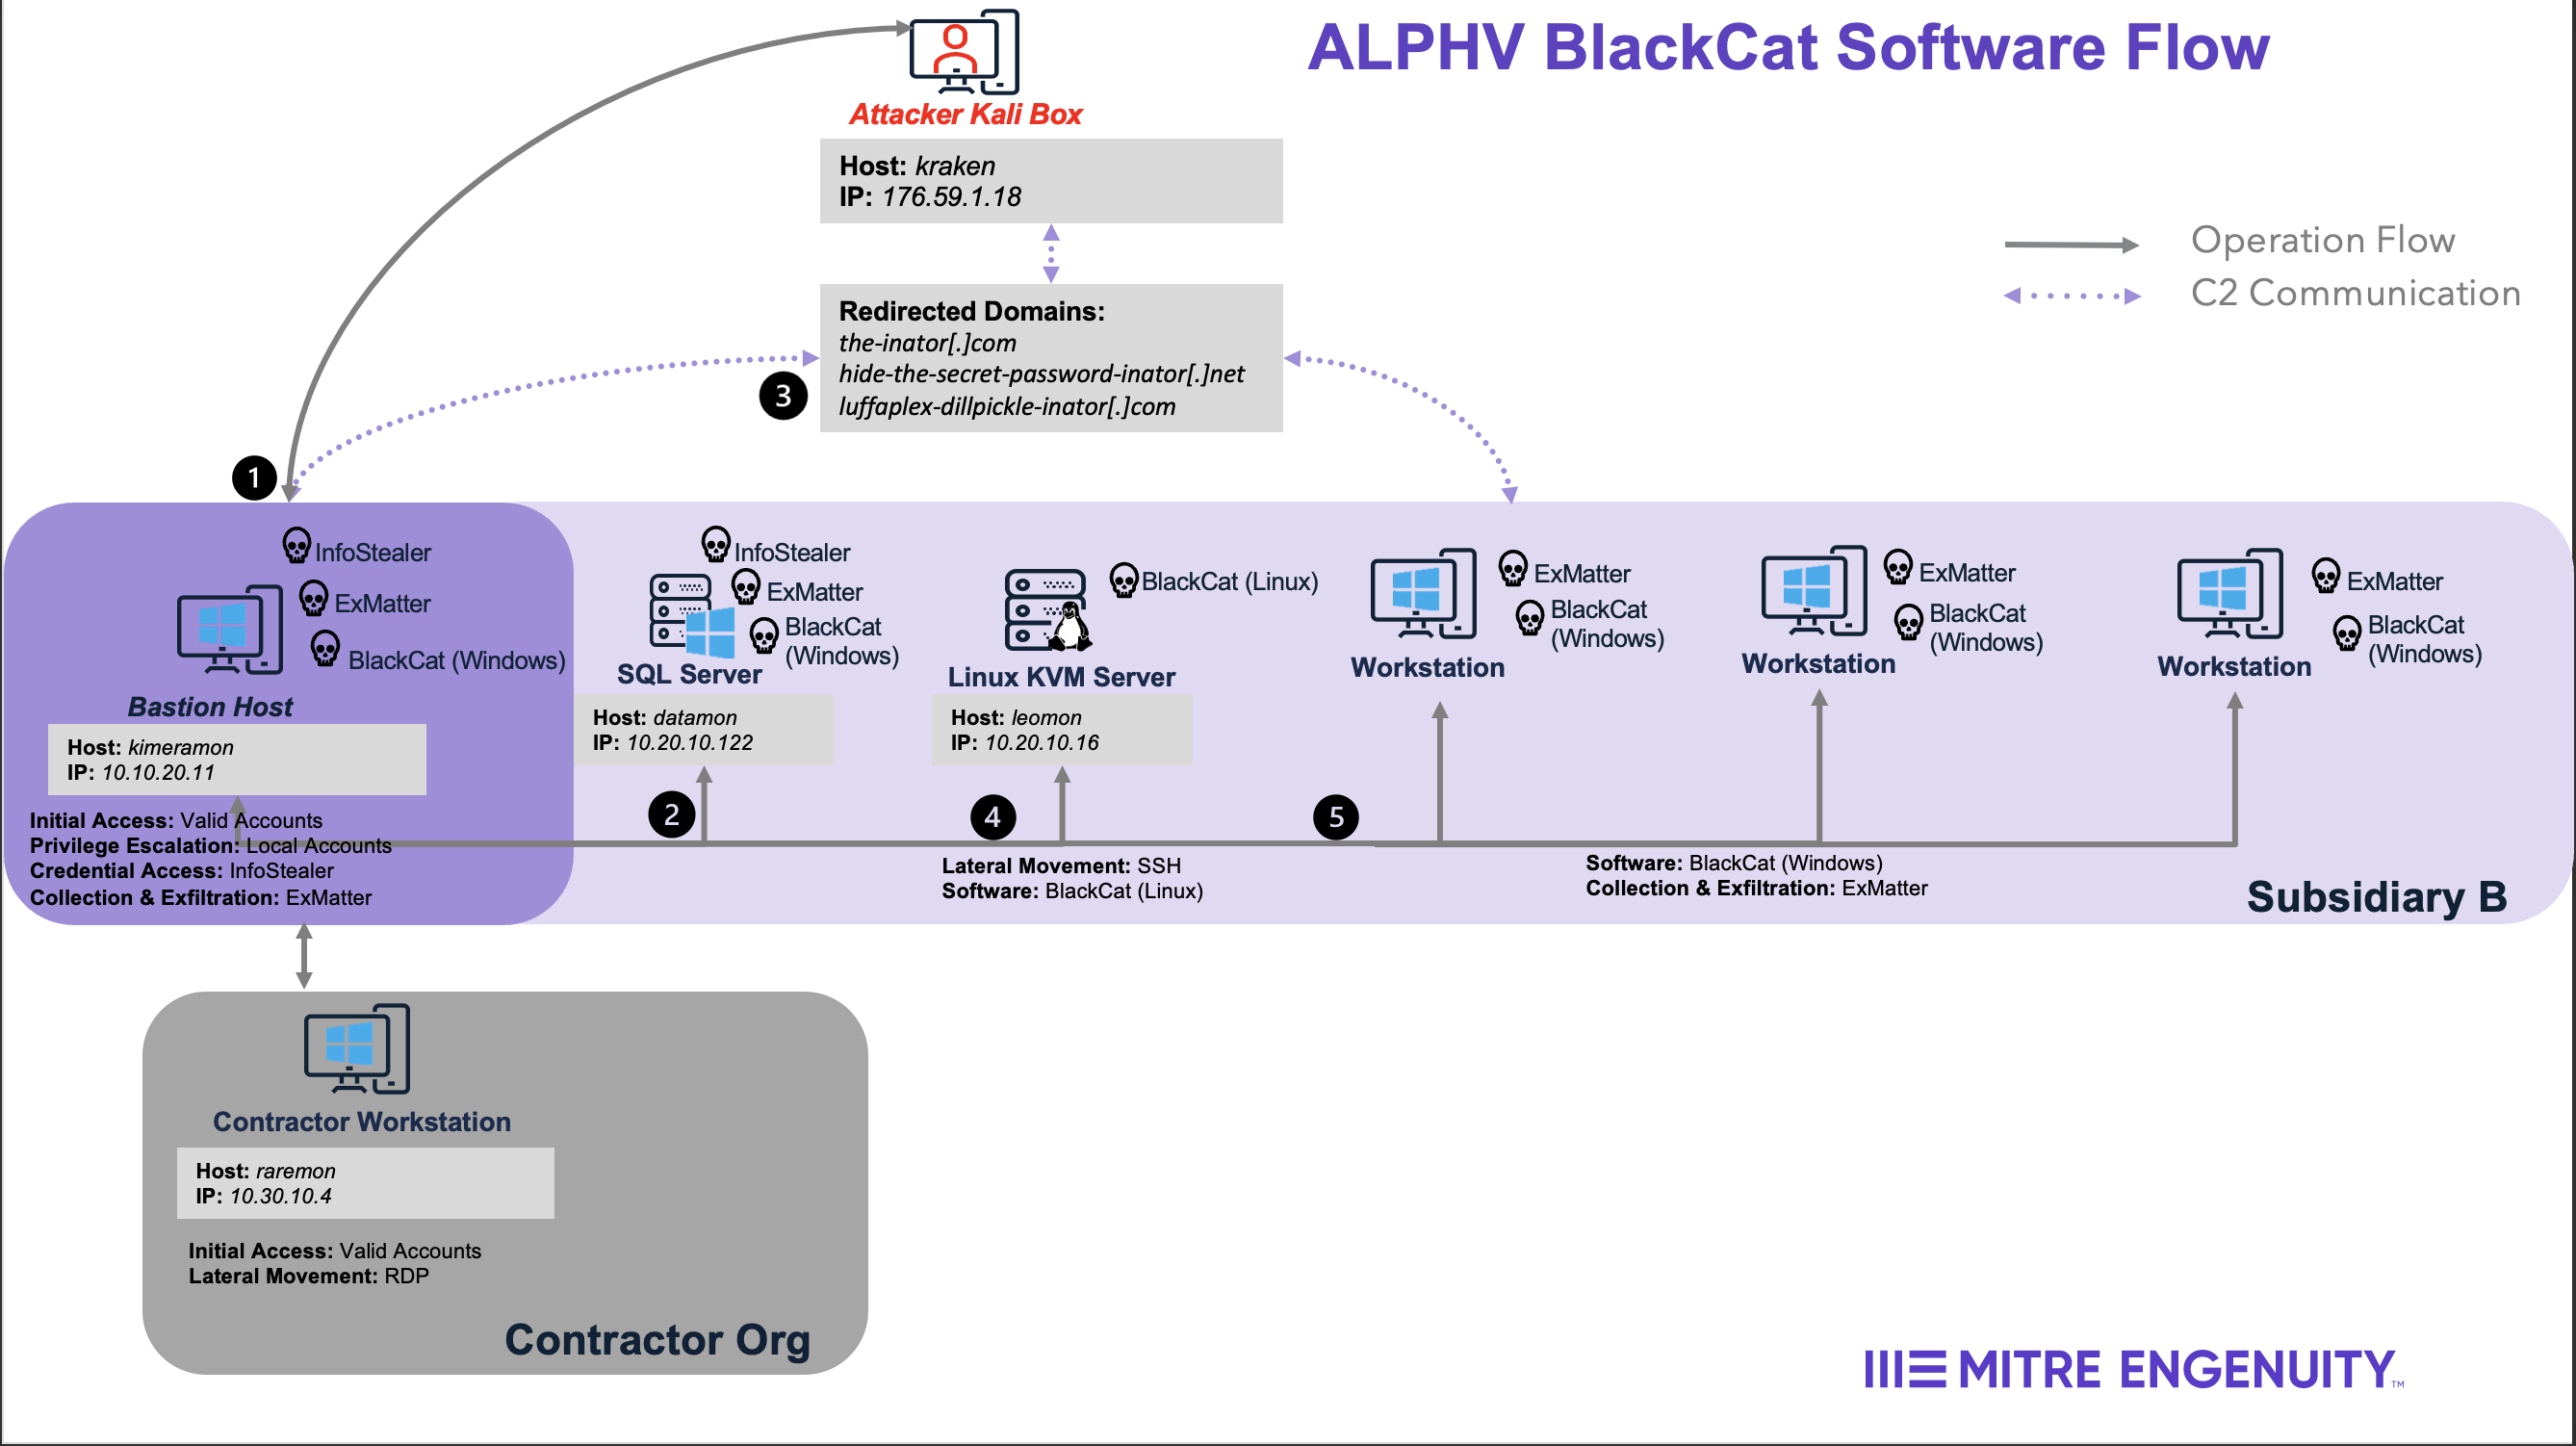 ALPHV BlackCat Software Flow
Attacker Kali Box
Host: kraken
IP: 176.59.1.18
Operation Flow
C2 Communication
Redirected Domains:
the-inator[.]com
hide-the-secret-password-inator[.]net
luffaplex-dillpickle-inator[.]com
3
1
InfoStealer
ExMatter
BlackCat (Windows)
Bastion Host
Host: kimeramon
IP: 10.10.20.11
Initial Access: Valid Accounts
Privilege Escalation: Local Accounts
Credential Access: InfoStealer
Collection & Exfiltration: ExMatter
InfoStealer
ExMatter
BlackCat
(Windows)
SQL Server
Host: datamon
IP: 10.20.10.122
2
BlackCat (Linux)
Linux KVM Server
Host: leomon
IP: 10.20.10.16
4
Lateral Movement: SSH
Software: BlackCat (Linux)
ExMatter
BlackCat
(Windows)
Workstation
5
ExMatter
BlackCat
(Windows)
Workstation
ExMatter
BlackCat
(Windows)
Workstation
Software: BlackCat (Windows)
Collection & Exfiltration: ExMatter
Subsidiary B
Contractor Workstation
Host: raremon
IP: 10.30.10.4
Initial Access: Valid Accounts
Lateral Movement: RDP
Contractor Org
MITRE ENGENUITY™